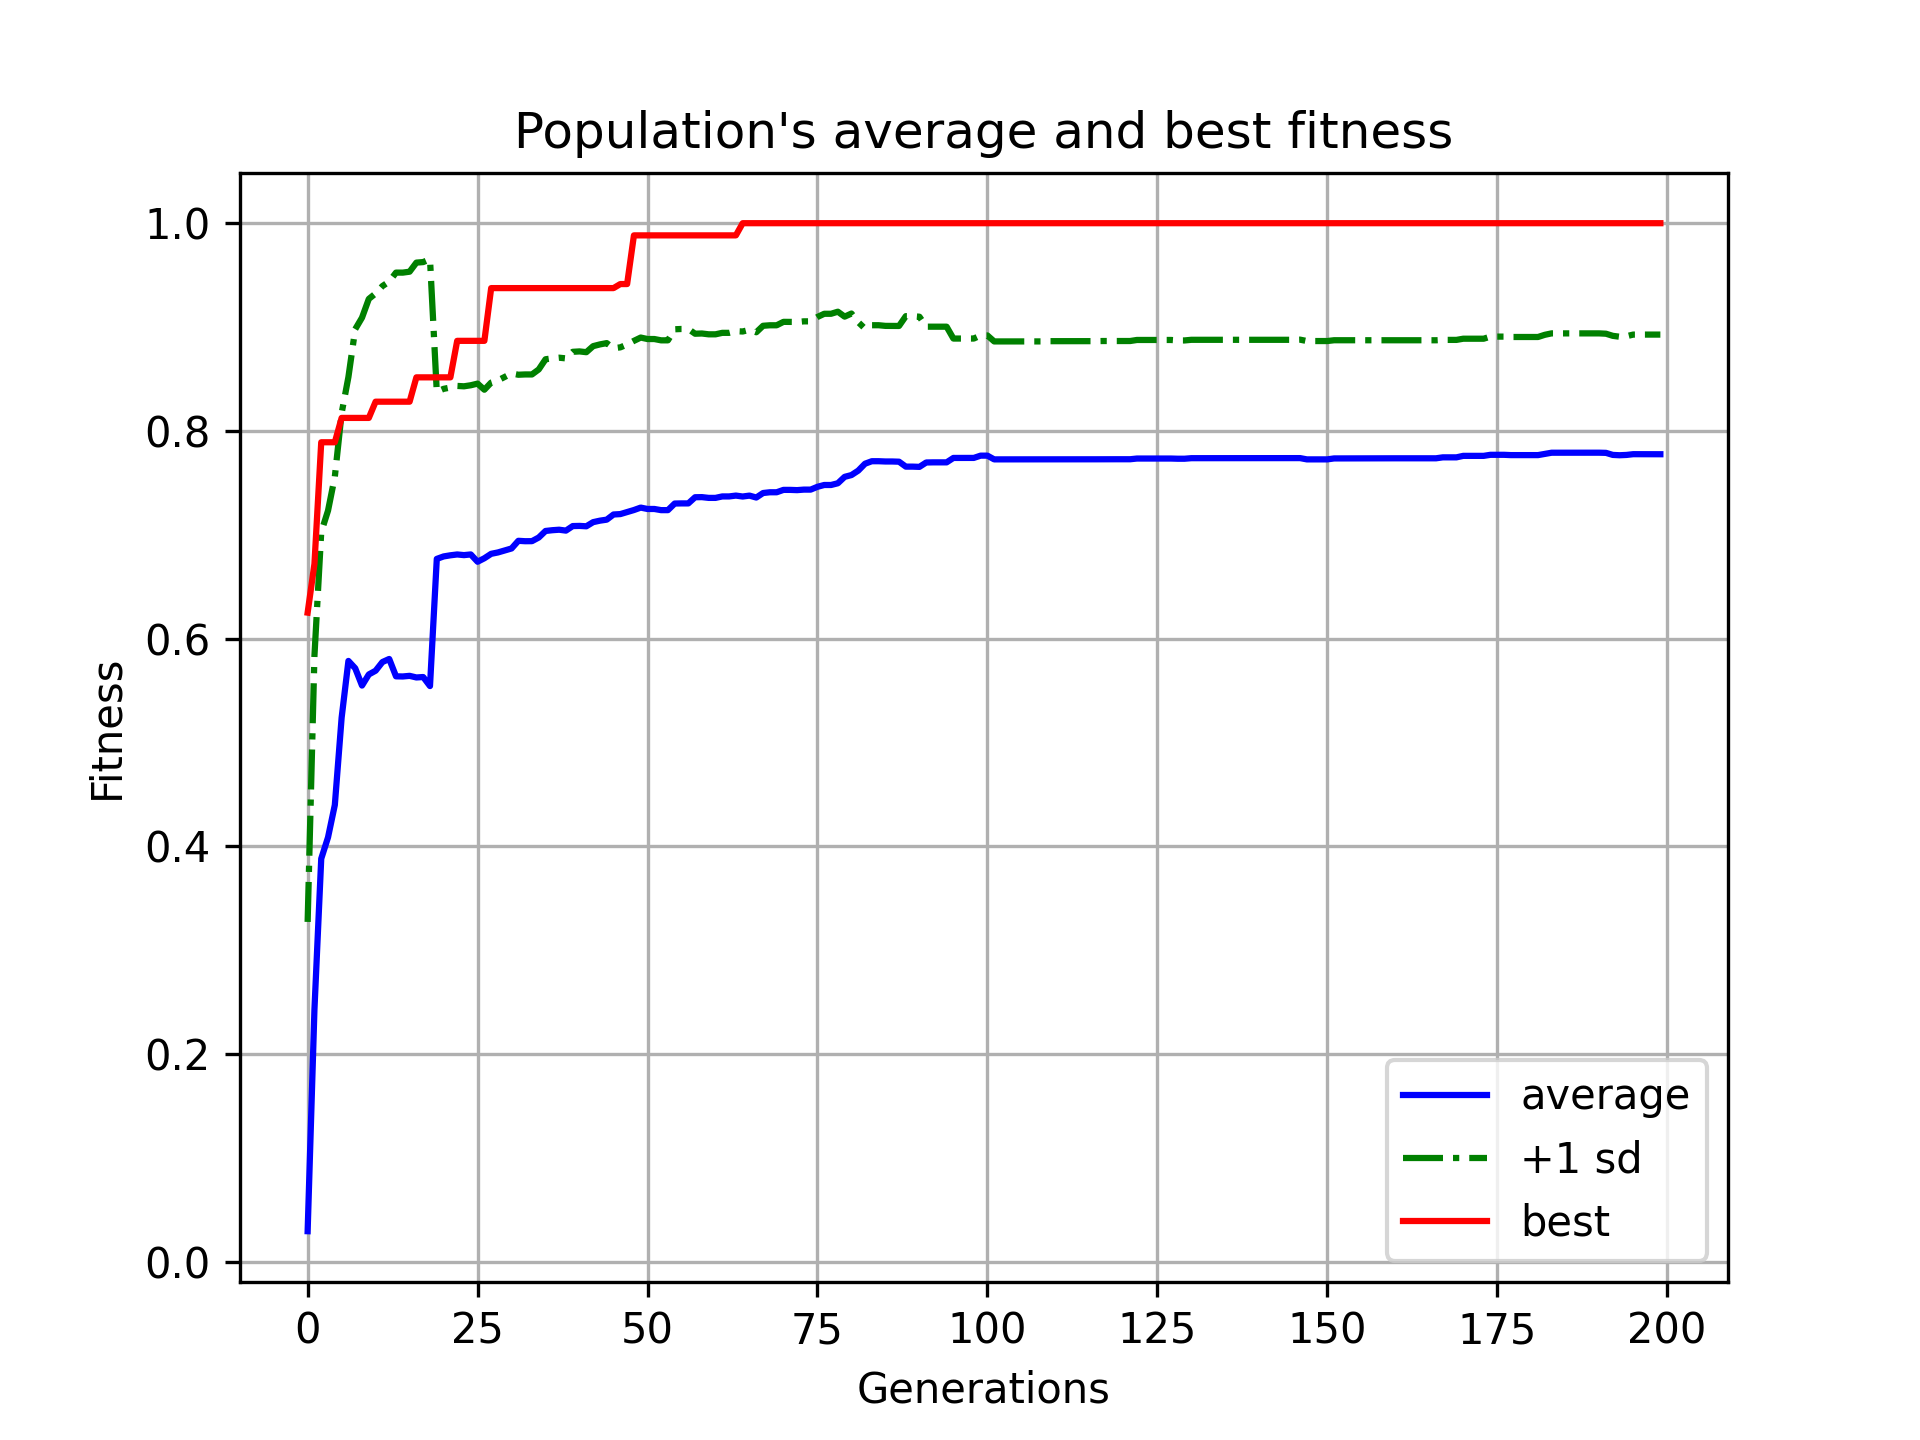 Population's average and best fitness
Fitness
1.0
0.8
0.6
0.4
0.2
0.0
0 25 50 75 100 125 150 175 200
Generations
average
+1 sd
best